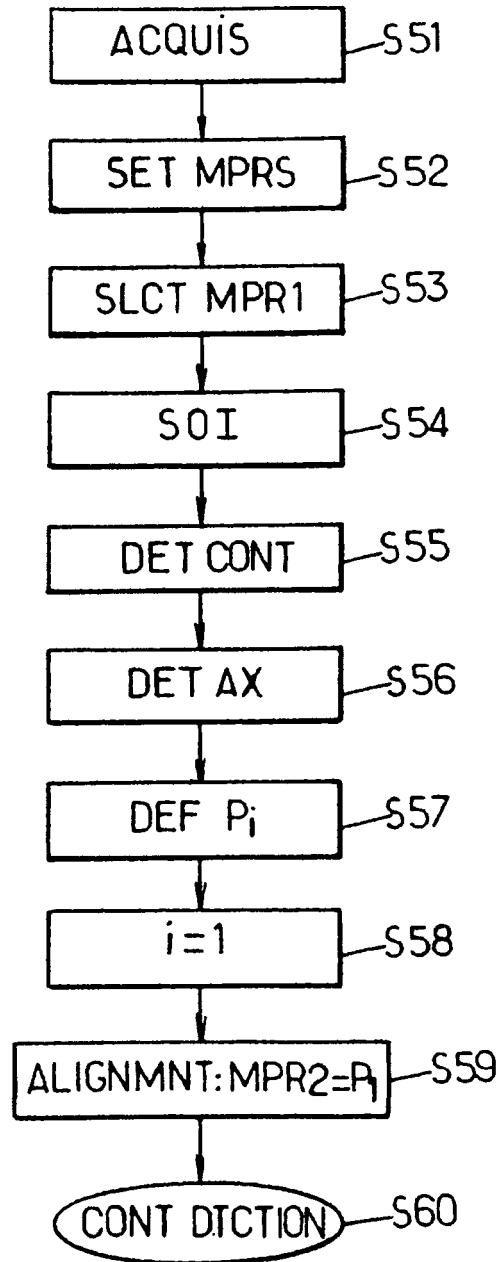 ACQUIS S51
SET MPRS S52
SLCT MPR1 S53
SOI S54
DET CONT S55
DET AX S56
DEF Pi S57
i=1 S58
ALIGNMNT:MPR2=P1 S59
CONT DTCTION S60